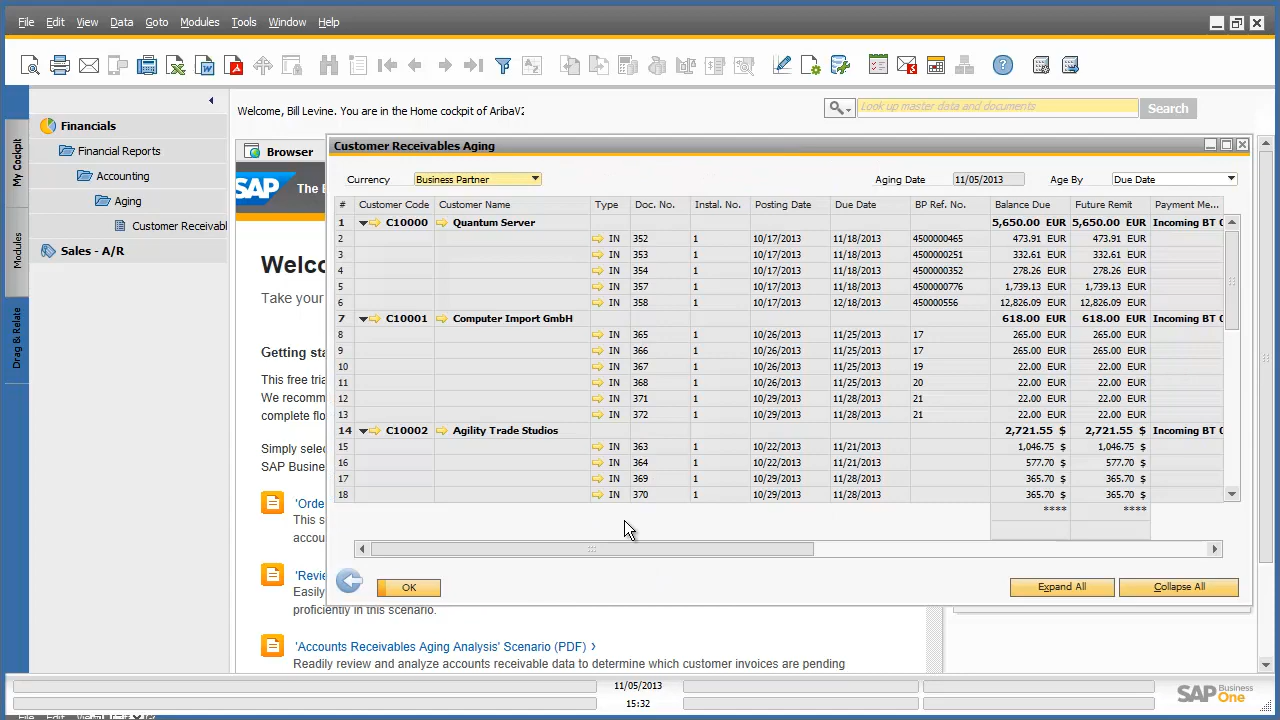 File Edit View Data Goto Modules Tools Window Help
Welcome, Bill Levine. You are in the Home cockpit of AribaV2
Look up master data and documents Search
My Cockpit
Modules
Drag & Relate
Financials
Financial Reports
Accounting
Aging
Customer Receivabl
Sales - A/R
Browser
SAP The B
Welco
Take your
Getting sta
This free tria
We recomm
complete flo
Simply selec
SAP Busines
'Orde
This s
accou
'Revie
Easily
proficiently in this scenario.
'Accounts Receivables Aging Analysis' Scenario (PDF) ›
Readily review and analyze accounts receivable data to determine which customer invoices are pending
Customer Receivables Aging
Currency Business Partner Aging Date 11/05/2013 Age By Due Date
# Customer Code Customer Name Type Doc. No. Instal. No. Posting Date Due Date BP Ref. No. Balance Due Future Remit Payment Me...
1 C10000 Quantum Server 5,650.00 EUR 5,650.00 EUR Incoming BT
2 IN 352 1 10/17/2013 11/18/2013 4500000465 473.91 EUR 473.91 EUR
3 IN 353 1 10/17/2013 11/18/2013 4500000251 332.61 EUR 332.61 EUR
4 IN 354 1 10/17/2013 11/18/2013 4500000352 278.26 EUR 278.26 EUR
5 IN 357 1 10/17/2013 11/18/2013 4500000776 1,739.13 EUR 1,739.13 EUR
6 IN 358 1 10/17/2013 12/18/2013 450000556 12,826.09 EUR 12,826.09 EUR
7 C10001 Computer Import GmbH 618.00 EUR 618.00 EUR Incoming BT
8 IN 365 1 10/26/2013 11/25/2013 17 265.00 EUR 265.00 EUR
9 IN 366 1 10/26/2013 11/25/2013 17 265.00 EUR 265.00 EUR
10 IN 367 1 10/26/2013 11/25/2013 19 22.00 EUR 22.00 EUR
11 IN 368 1 10/26/2013 11/25/2013 20 22.00 EUR 22.00 EUR
12 IN 371 1 10/29/2013 11/28/2013 21 22.00 EUR 22.00 EUR
13 IN 372 1 10/29/2013 11/28/2013 21 22.00 EUR 22.00 EUR
14 C10002 Agility Trade Studios 2,721.55 $ 2,721.55 $ Incoming BT
15 IN 363 1 10/22/2013 11/21/2013 1,046.75 $ 1,046.75 $
16 IN 364 1 10/22/2013 11/21/2013 577.70 $ 577.70 $
17 IN 369 1 10/29/2013 11/28/2013 365.70 $ 365.70 $
18 IN 370 1 10/29/2013 11/28/2013 365.70 $ 365.70 $
**** ****
OK Expand All Collapse All
11/05/2013
15:32
SAP Business One